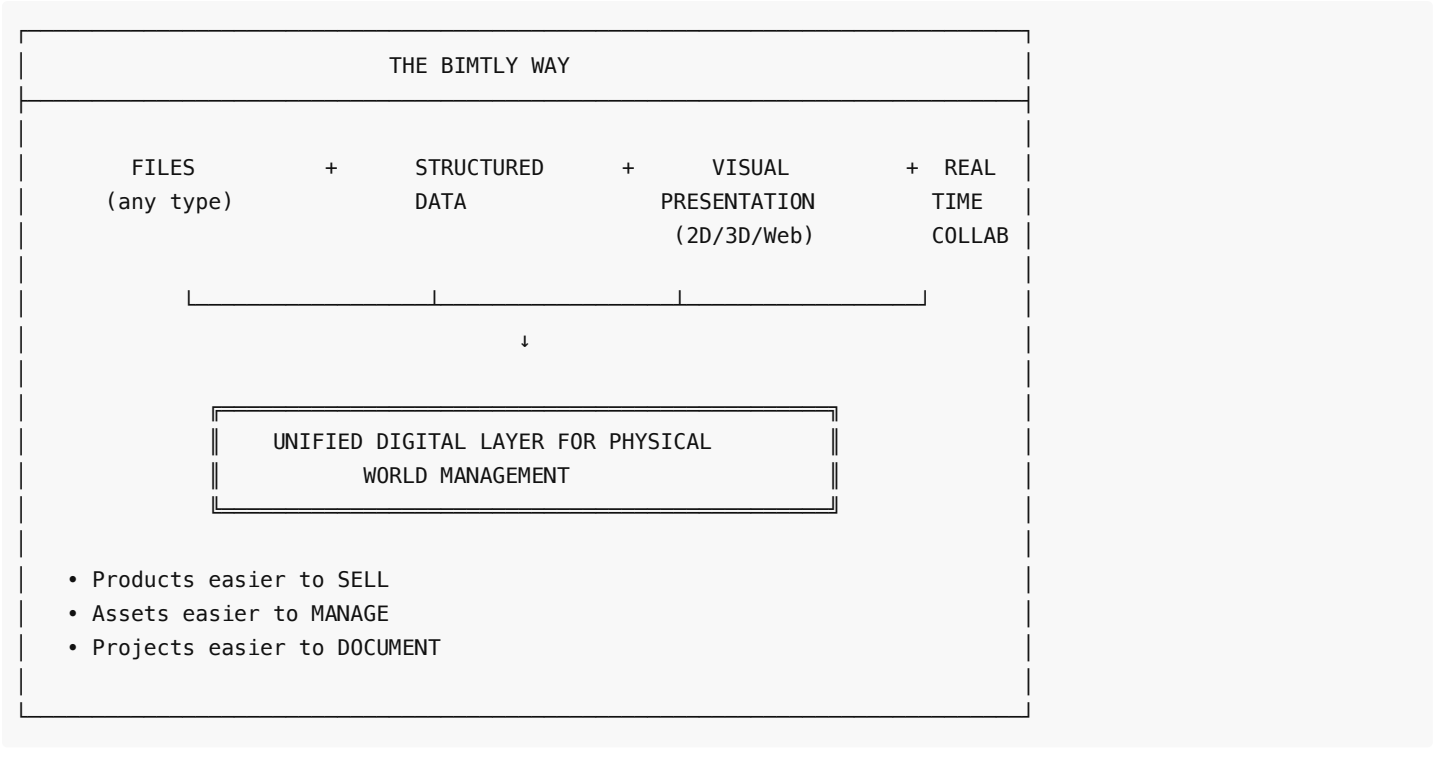 THE BIMTLY WAY
FILES + STRUCTURED + VISUAL + REAL
(any type) DATA PRESENTATION TIME
(2D/3D/Web) COLLAB
↓
UNIFIED DIGITAL LAYER FOR PHYSICAL
WORLD MANAGEMENT
• Products easier to SELL
• Assets easier to MANAGE
• Projects easier to DOCUMENT